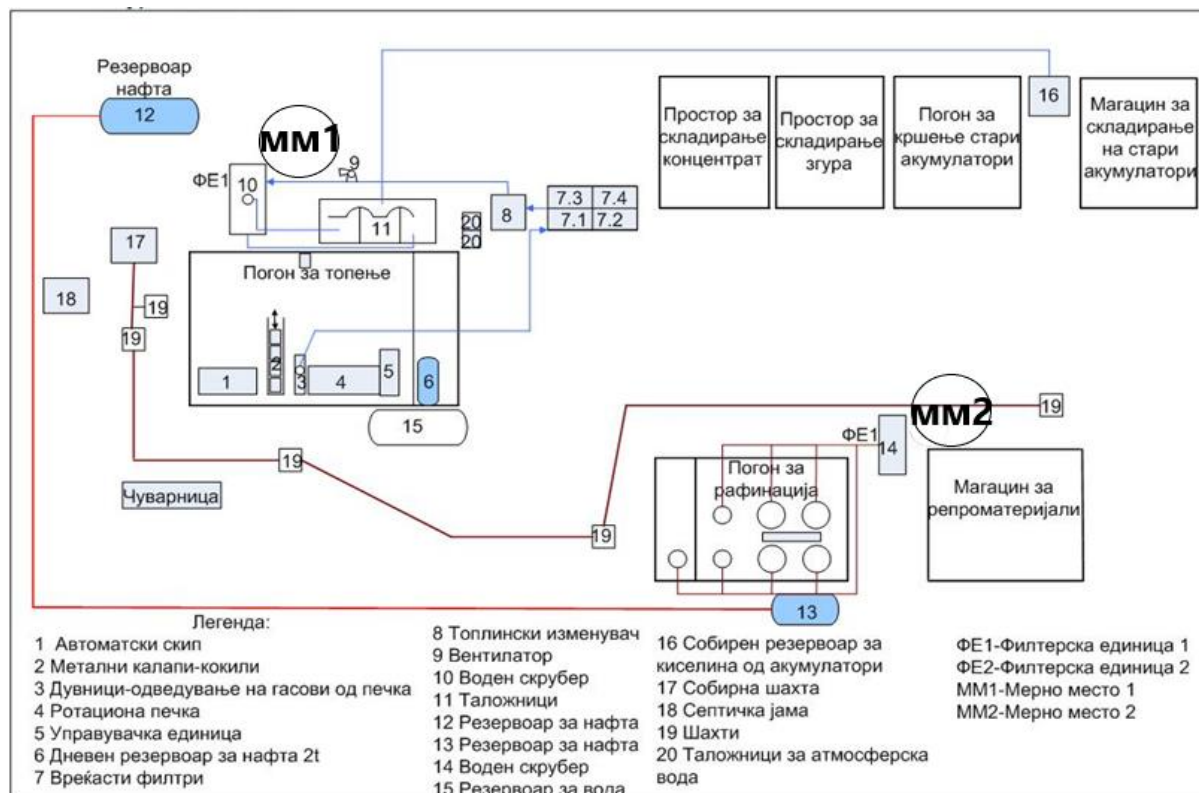 Резервоар
нафта
12
мм1
9
ФЕ1
10
11
20
20
8
7.3 7.4
7.1 7.2
16
Простор за
складирање
концентрат
Простор за
складирање
згура
Погон за
кршење стари
акумулатори
Магацин за
складирање
на стари
акумулатори
17
18
19
19
Погон за топење
1
2
3
4
5
6
15
19
Чуварница
19
мм2
19
ФЕ1
14
Погон за
рафинација
Магацин за
репроматеријали
13
Легенда:
1 Автоматски скип
2 Метални калапи-кокили
3 Дувници-одведување на гасови од печка
4 Ротациона печка
5 Управувачка единица
6 Дневен резервоар за нафта 2t
7 Вреќасти филтри
8 Топлински изменувач
9 Вентилатор
10 Воден скрубер
11 Таложници
12 Резервоар за нафта
13 Резервоар за нафта
14 Воден скрубер
15 Резервоар за вода
16 Собирен резервоар за
киселина од акумулатори
17 Собирна шахта
18 Септичка јама
19 Шахти
20 Таложници за атмосферска
вода
ФЕ1-Филтерска единица 1
ФЕ2-Филтерска единица 2
ММ1-Мерно место 1
ММ2-Мерно место 2